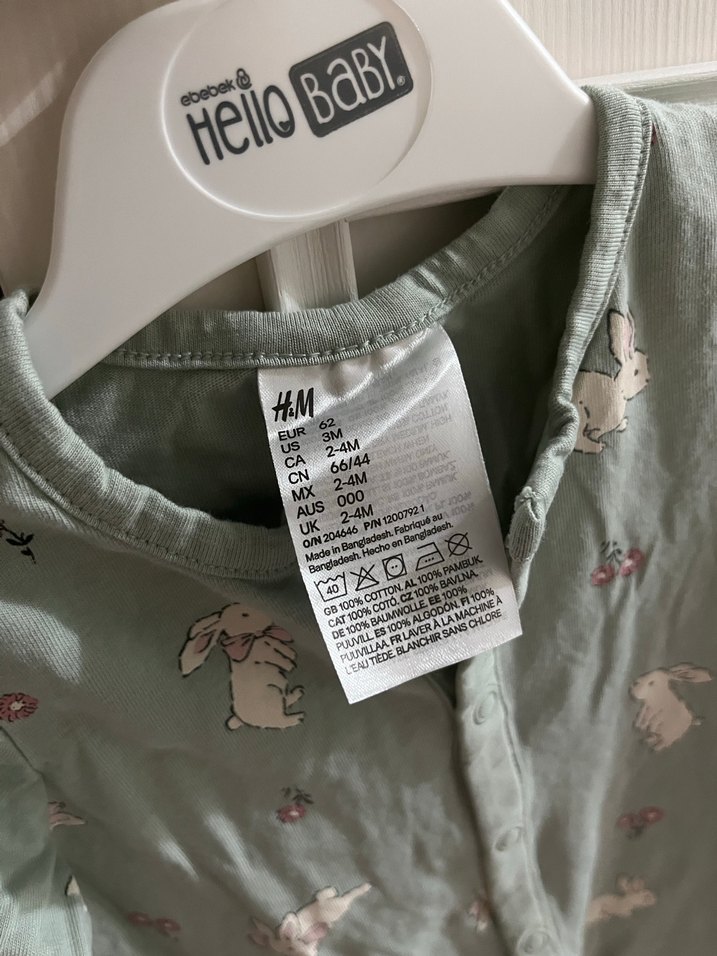 ebebek
Hello BaBY®
H&M
EUR 62
US 3M
CA 2-4M
CN 66/44
MX 2-4M
AUS 000
UK 2-4M
O/N 204646 P/N 1200792 1
Made in Bangladesh. Fabriqué au
Bangladesh. Hecho en Bangladesh.
40
GB 100% COTTON. AL 100% PAMBUK.
CAT 100% COTÓ. CZ 100% BAVLNA.
DE 100% BAUMWOLLE. EE 100%
PUUVILL. ES 100% ALGODÓN. FI 100%
PUUVILLAA. FR LAVER À LA MACHINE À
L'EAU TIÈDE. BLANCHIR SANS CHLORE